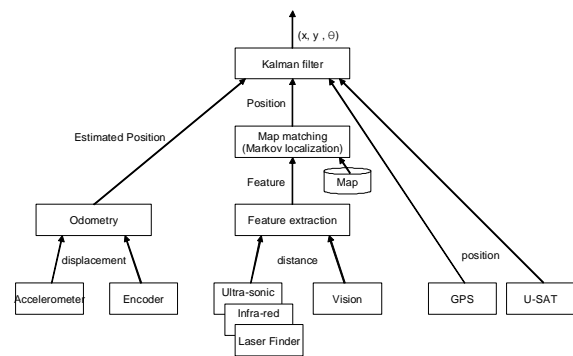 (x, y , Θ)
Kalman filter
Position
Estimated Position
Map matching
(Markov localization)
Feature
Map
Odometry
Feature extraction
displacement
distance
position
Accelerometer
Encoder
Ultra-sonic
Infra-red
Laser Finder
Vision
GPS
U-SAT